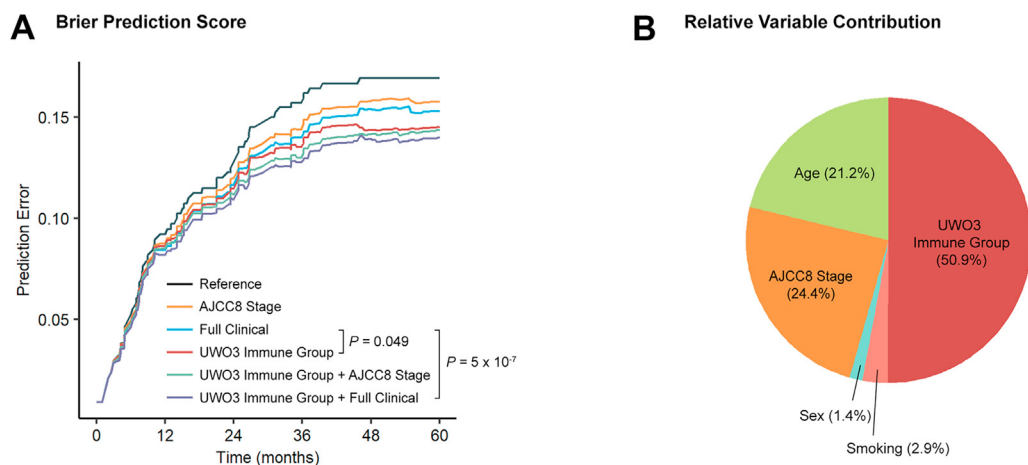 A Brier Prediction Score
Prediction Error
0.15
0.10
0.05
Reference
AJCC8 Stage
Full Clinical
UWO3 Immune Group
UWO3 Immune Group + AJCC8 Stage
UWO3 Immune Group + Full Clinical
P = 0.049
P = 5 x 10⁻⁷
0 12 24 36 48 60
Time (months)
B Relative Variable Contribution
Age (21.2%)
UWO3
Immune Group
(50.9%)
AJCC8 Stage
(24.4%)
Sex (1.4%)
Smoking (2.9%)